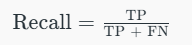 Recall = TP / TP + FN